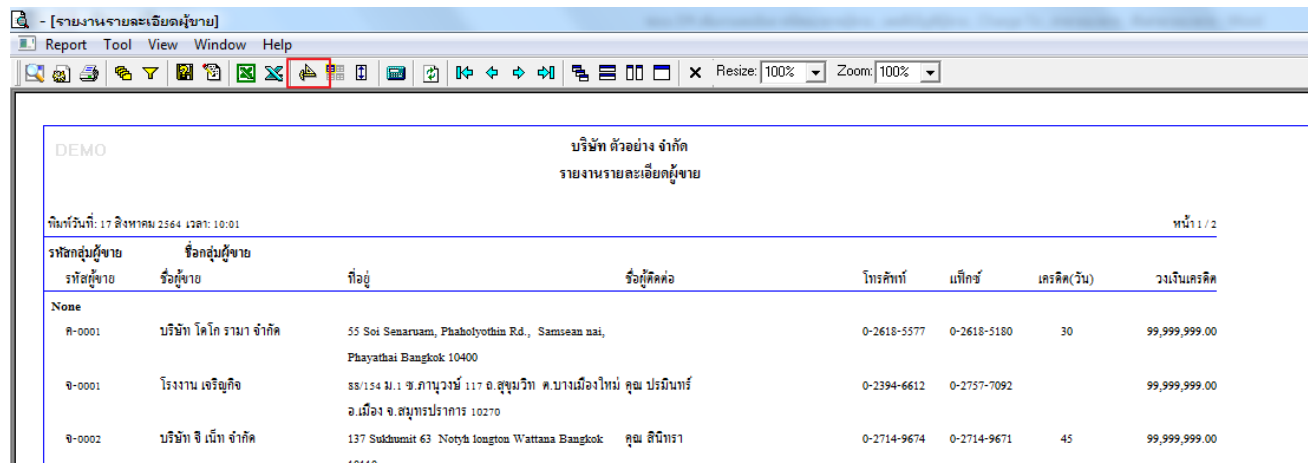 - [รายงานรายละเอียดผู้ขาย]
Report Tool View Window Help
Resize: 100% Zoom: 100%
DEMO
บริษัท ตัวอย่าง จำกัด
รายงานรายละเอียดผู้ขาย
พิมพ์วันที่: 17 สิงหาคม 2564 เวลา: 10:01 หน้า 1 / 2
รหัสกลุ่มผู้ขาย ชื่อกลุ่มผู้ขาย
รหัสผู้ขาย ชื่อผู้ขาย ที่อยู่ ชื่อผู้ติดต่อ โทรศัพท์ แฟ็กซ์ เครดิต(วัน) วงเงินเครดิต
None
ค-0001 บริษัท โคโก รามา จำกัด 55 Soi Senaruam, Phaholyothin Rd., Samsean nai, 0-2618-5577 0-2618-5180 30 99,999,999.00
Phayathai Bangkok 10400
จ-0001 โรงงาน เจริญกิจ 88/154 ม.1 ซ.ภานุวงษ์ 117 ถ.สุขุมวิท ต.บางเมืองใหม่ คุณ ปรมินทร์ 0-2394-6612 0-2757-7092 99,999,999.00
อ.เมือง จ.สมุทรปราการ 10270
จ-0002 บริษัท จี เน็ท จำกัด 137 Sukhumit 63 Notyh longton Wattana Bangkok คุณ สินิทรา 0-2714-9674 0-2714-9671 45 99,999,999.00